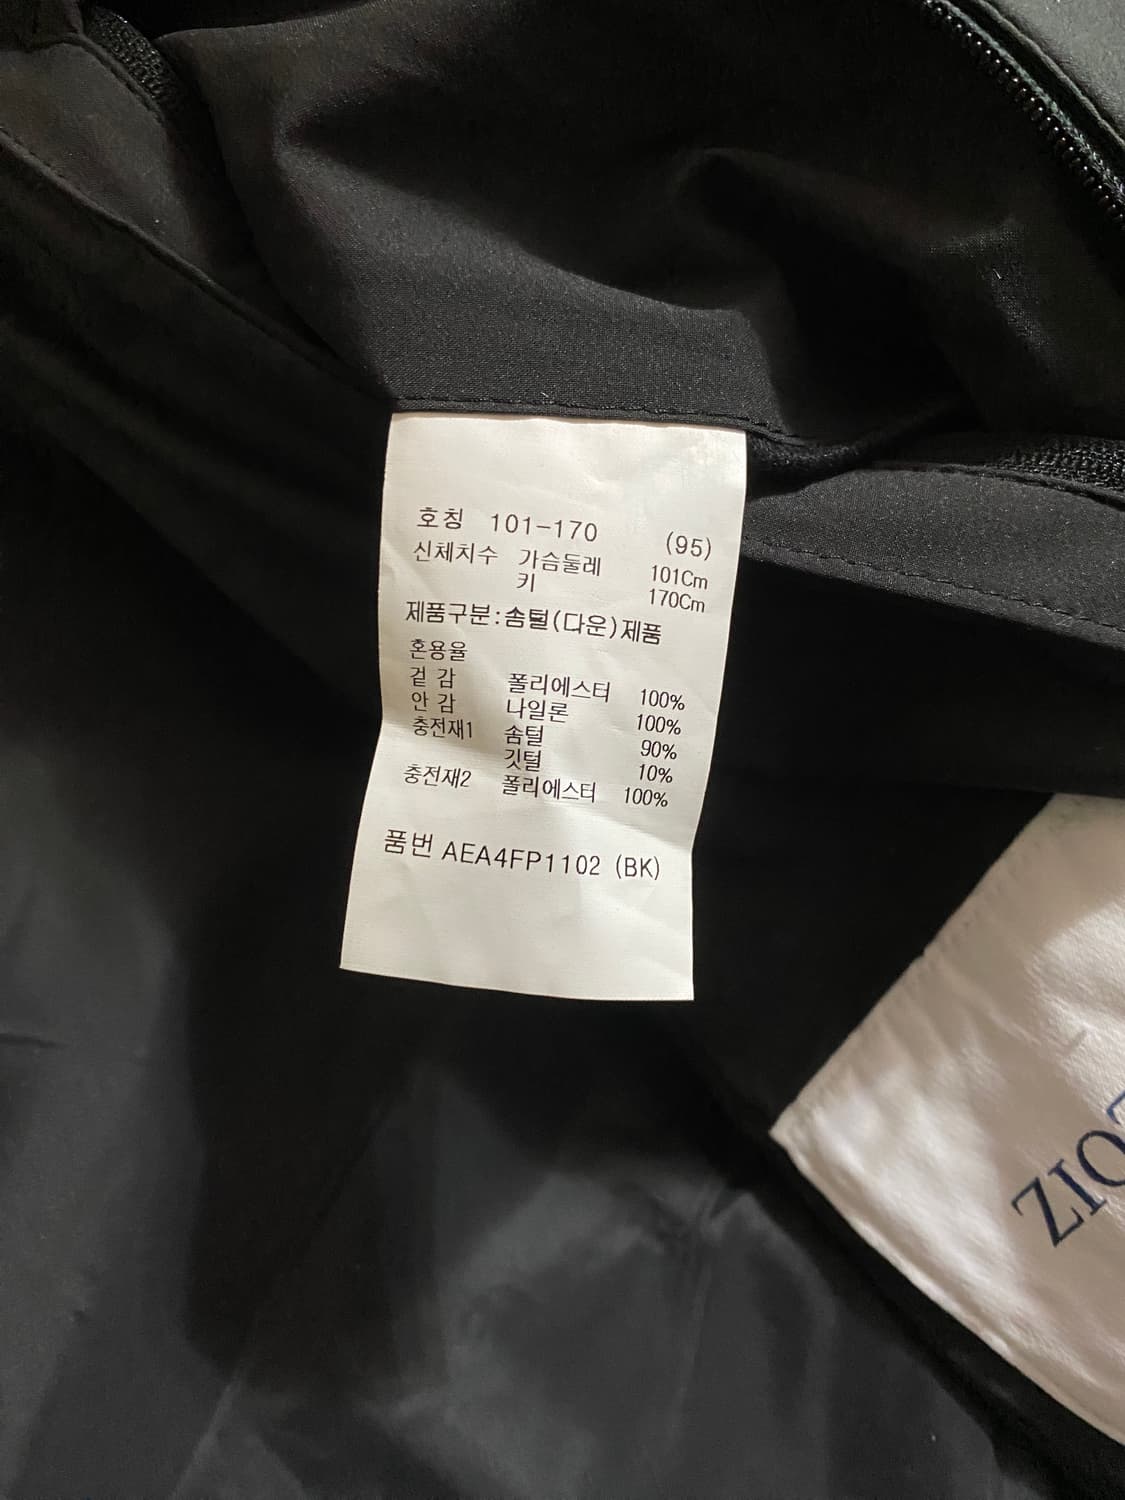 호칭 101-170 (95)
신체치수 가슴둘레 101Cm
키 170Cm
제품구분:솜털(다운)제품
혼용율
겉 감 폴리에스터 100%
안 감 나일론 100%
충전재1 솜털 90%
깃털 10%
충전재2 폴리에스터 100%
품번 AEA4FP1102 (BK)
ZIOZ